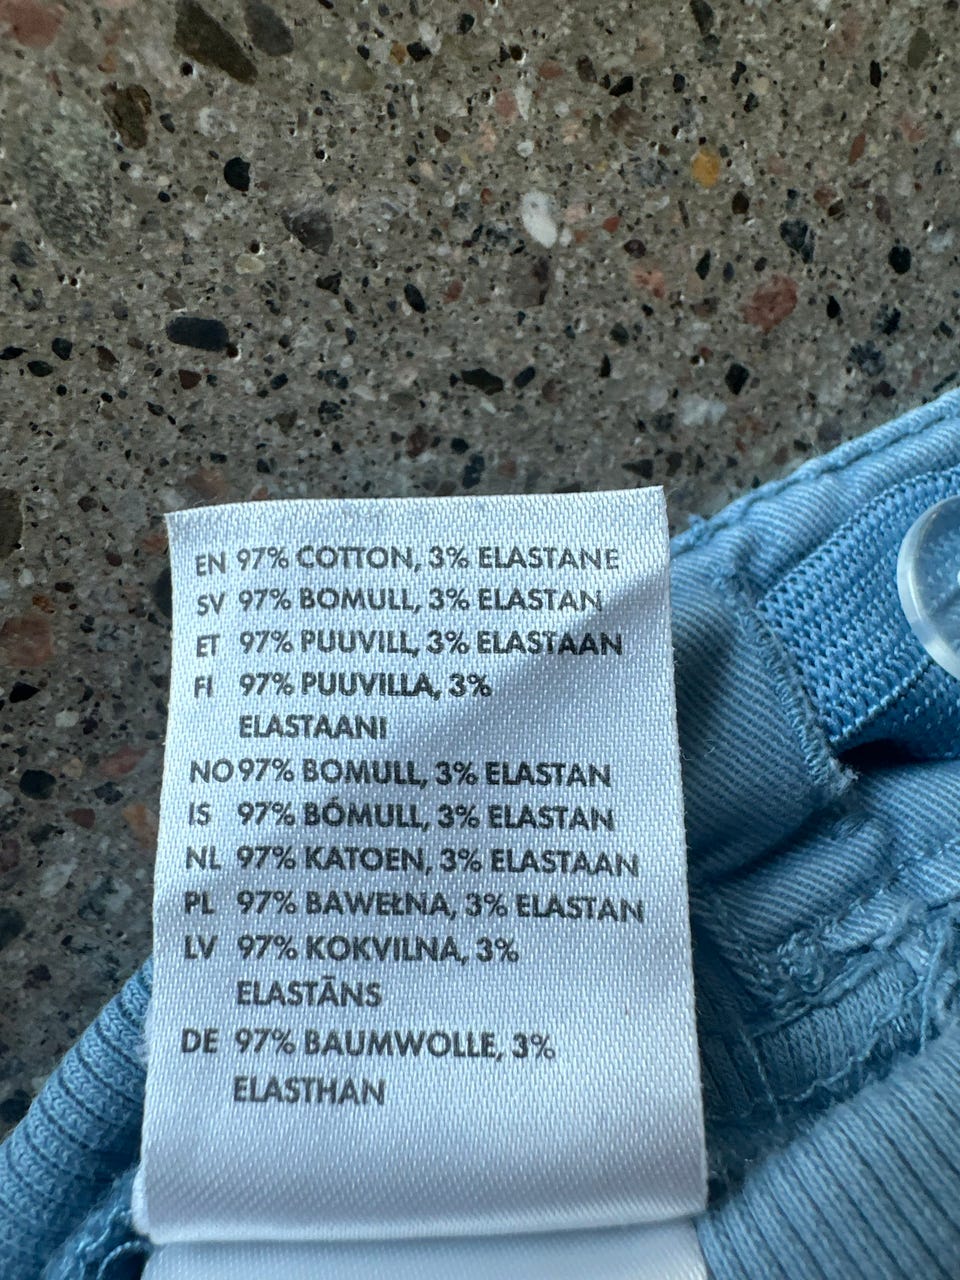 EN 97% COTTON, 3% ELASTANE
SV 97% BOMULL, 3% ELASTAN
ET 97% PUUVILL, 3% ELASTAAN
FI 97% PUUVILLA, 3%
ELASTAANI
NO 97% BOMULL, 3% ELASTAN
IS 97% BÓMULL, 3% ELASTAN
NL 97% KATOEN, 3% ELASTAAN
PL 97% BAWEŁNA, 3% ELASTAN
LV 97% KOKVILNA, 3%
ELASTĀNS
DE 97% BAUMWOLLE, 3%
ELASTHAN